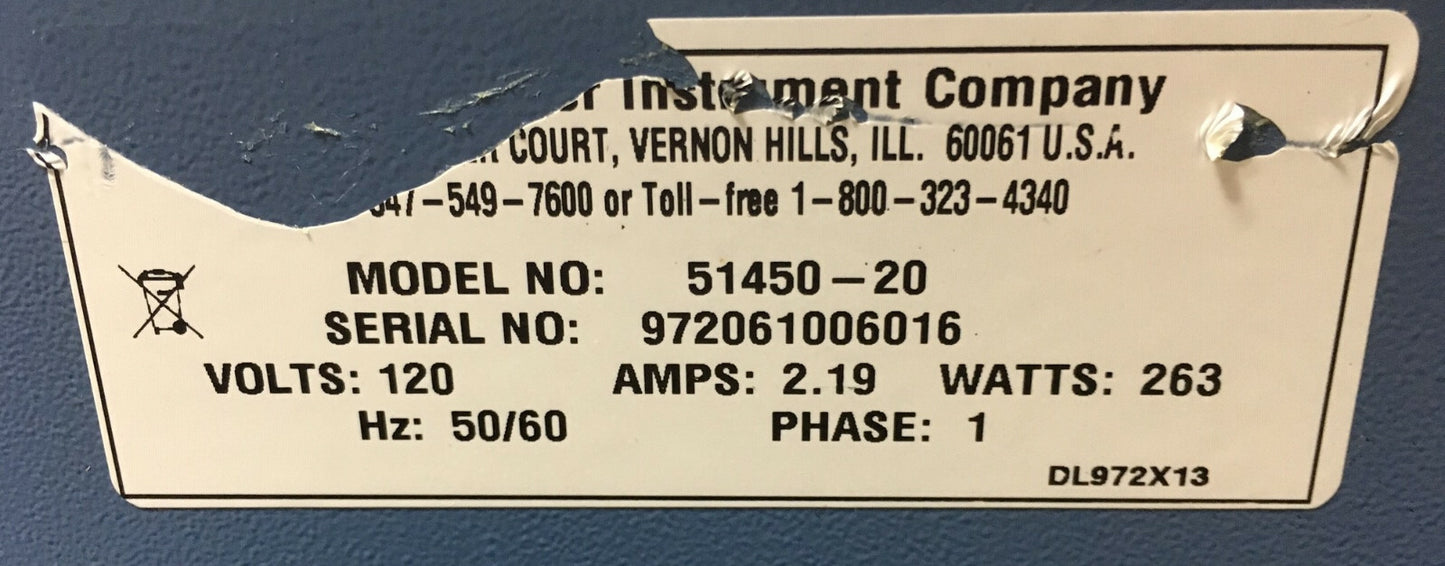 Instrument Company
COURT, VERNON HILLS, ILL. 60061 U.S.A.
-549-7600 or Toll-free 1-800-323-4340
MODEL NO: 51450-20
SERIAL NO: 972061006016
VOLTS: 120 AMPS: 2.19 WATTS: 263
Hz: 50/60 PHASE: 1
DL972X13